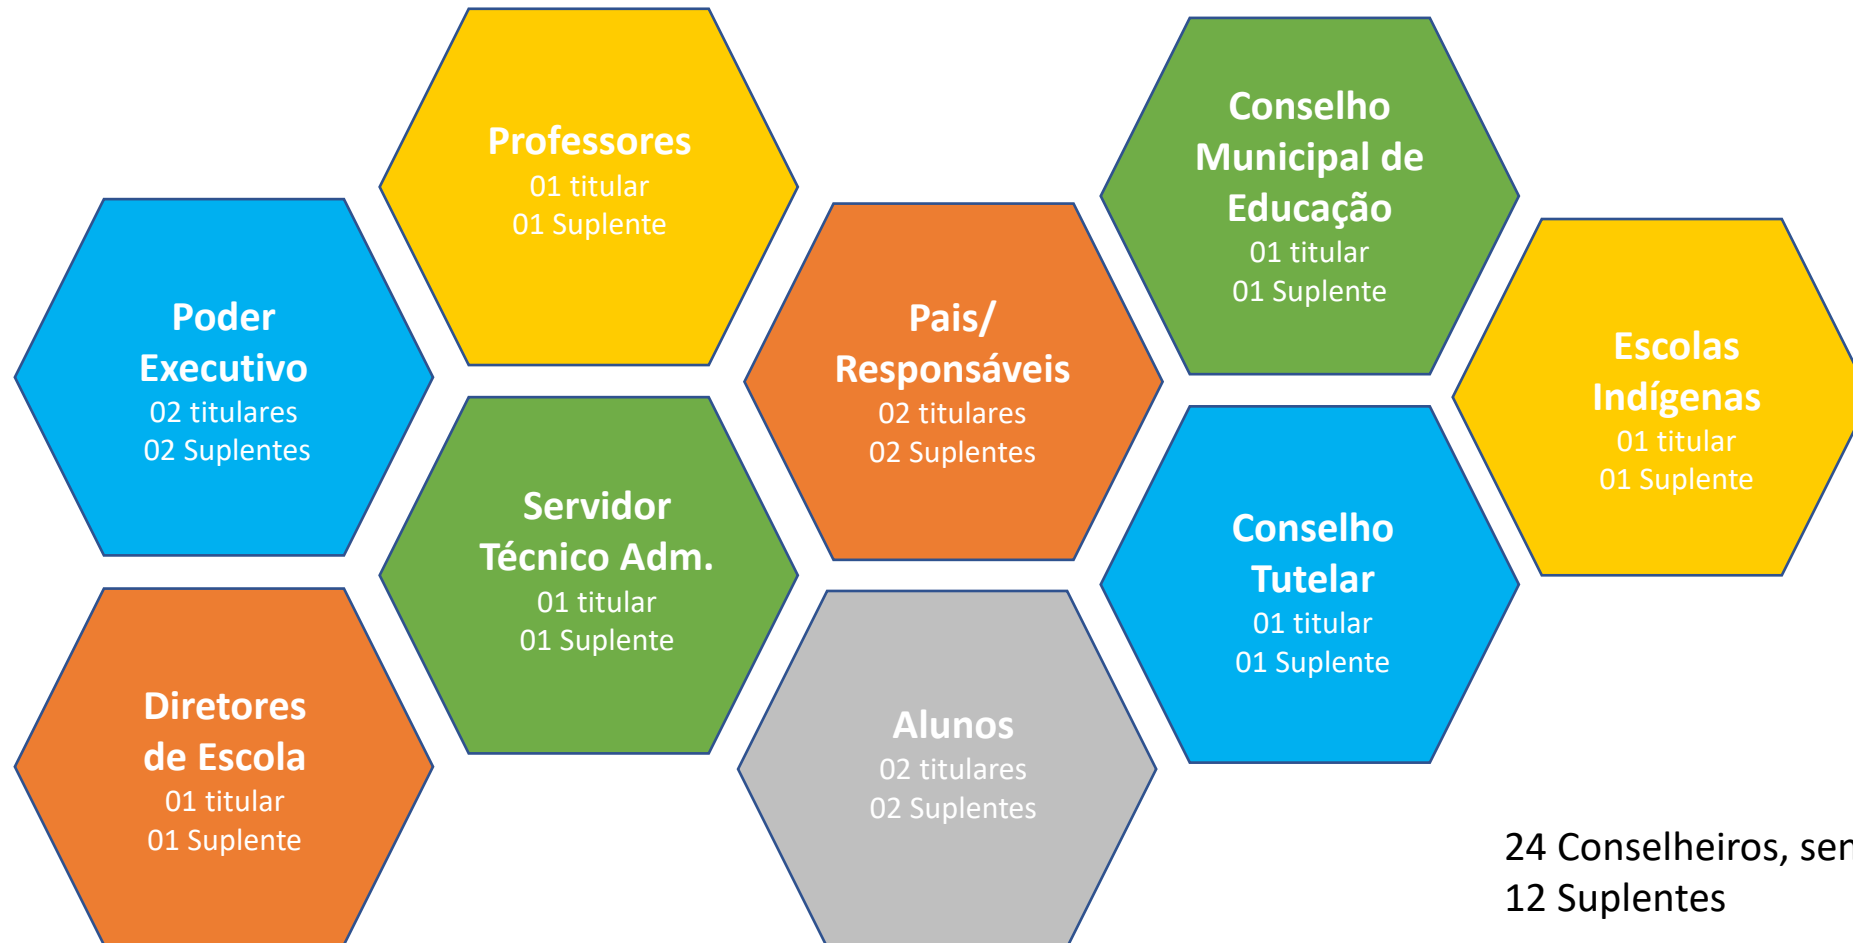 Professores
01 titular
01 Suplente
Conselho
Municipal de
Educação
01 titular
01 Suplente
Poder
Executivo
02 titulares
02 Suplentes
Pais/
Responsáveis
02 titulares
02 Suplentes
Escolas
Indígenas
01 titular
01 Suplente
Servidor
Técnico Adm.
01 titular
01 Suplente
Conselho
Tutelar
01 titular
01 Suplente
Diretores
de Escola
01 titular
01 Suplente
Alunos
02 titulares
02 Suplentes
24 Conselheiros,
12 Suplentes